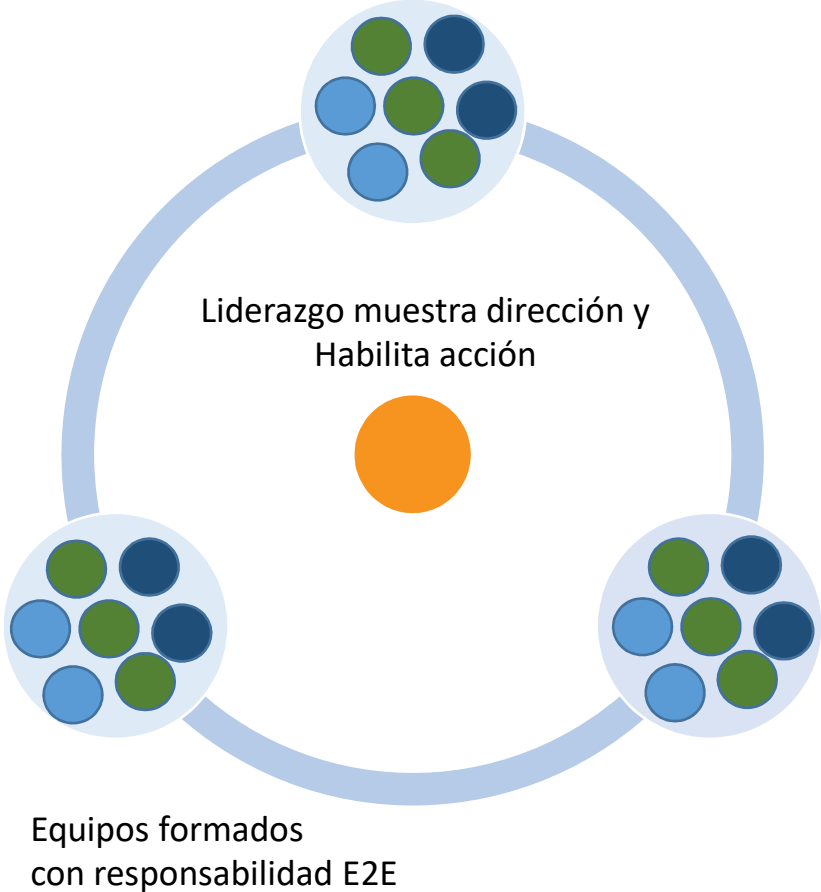 Liderazgo muestra dirección y
Habilita acción
Equipos formados
con responsabilidad E2E